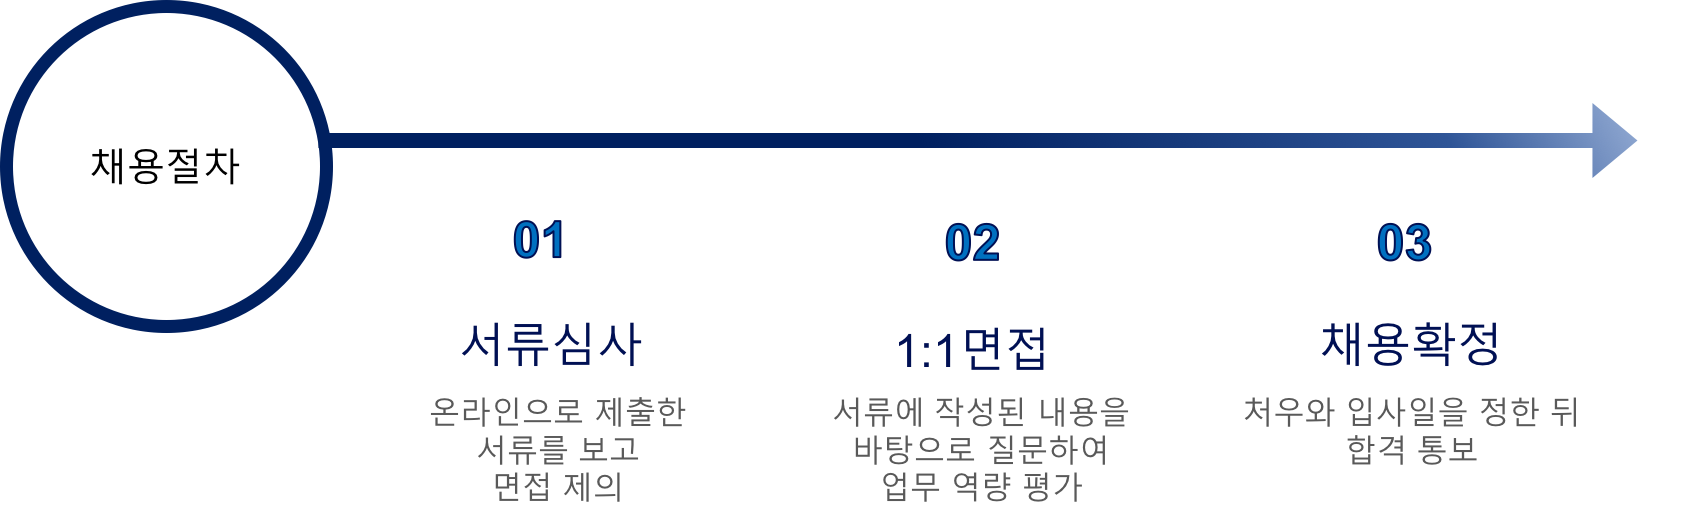 채용절차
01
서류심사
온라인으로 제출한
서류를 보고
면접 제의
02
1:1면접
서류에 작성된 내용을
바탕으로 질문하여
업무 역량 평가
03
채용확정
처우와 입사일을 정한 뒤
합격 통보